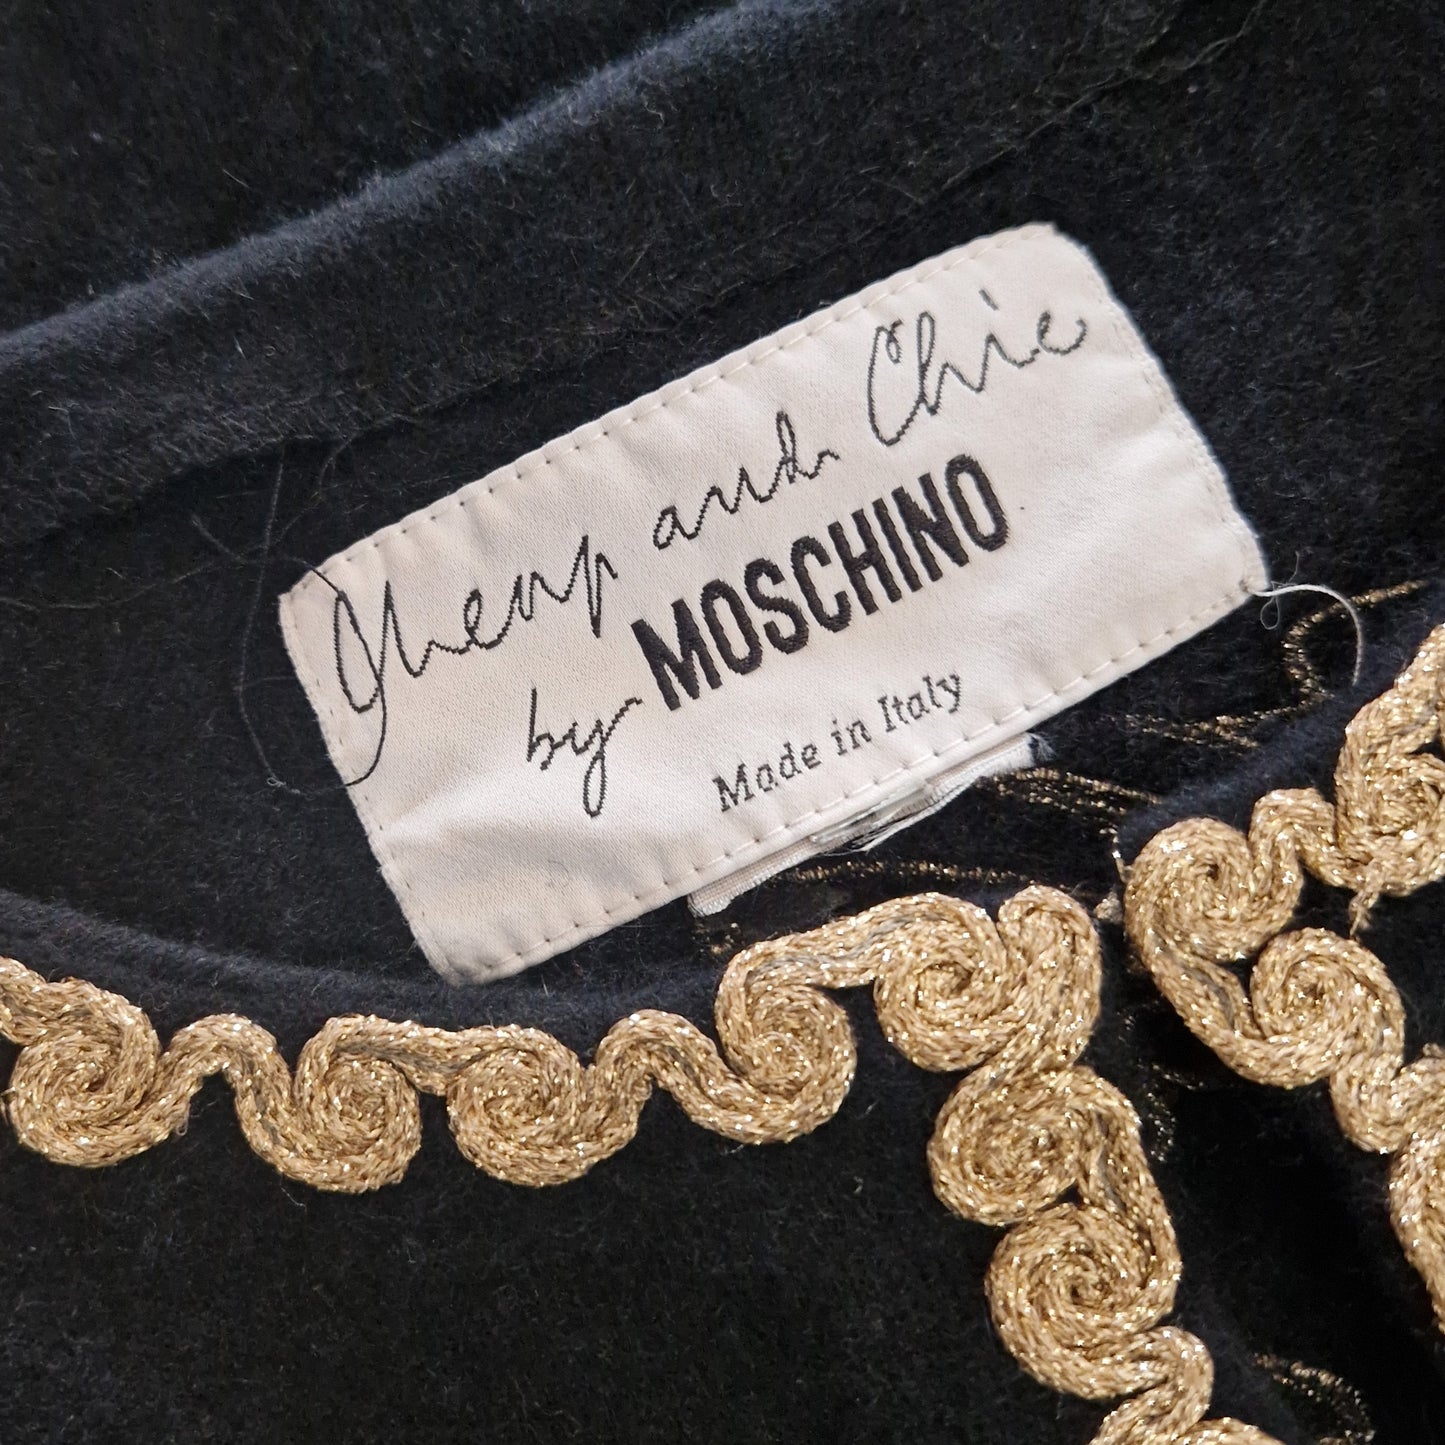 Cheap and Chic
by MOSCHINO
Made in Italy